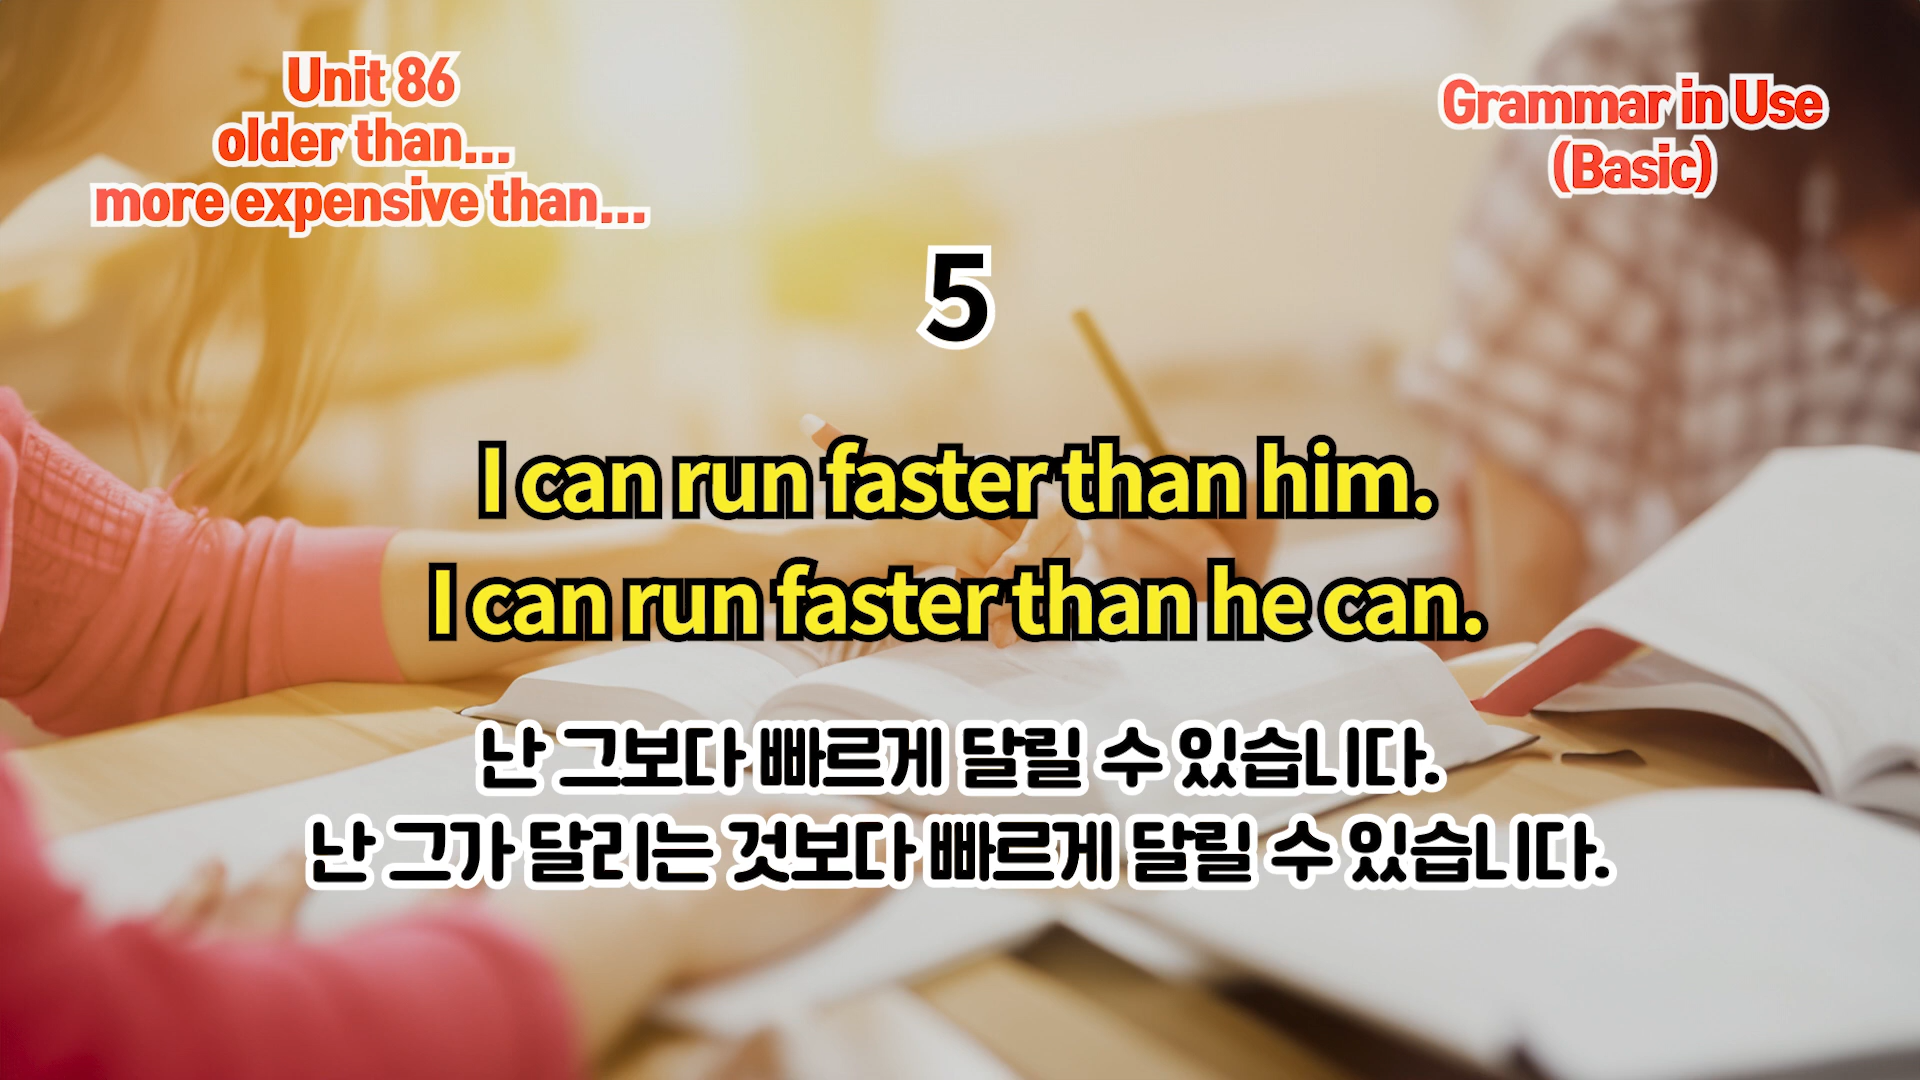 Unit 86
older than...
more expensive than...
Grammar in Use
(Basic)
5
I can run faster than him.
I can run faster than he can.
난 그보다 빠르게 달릴 수 있습니다.
난 그가 달리는 것보다 빠르게 달릴 수 있습니다.